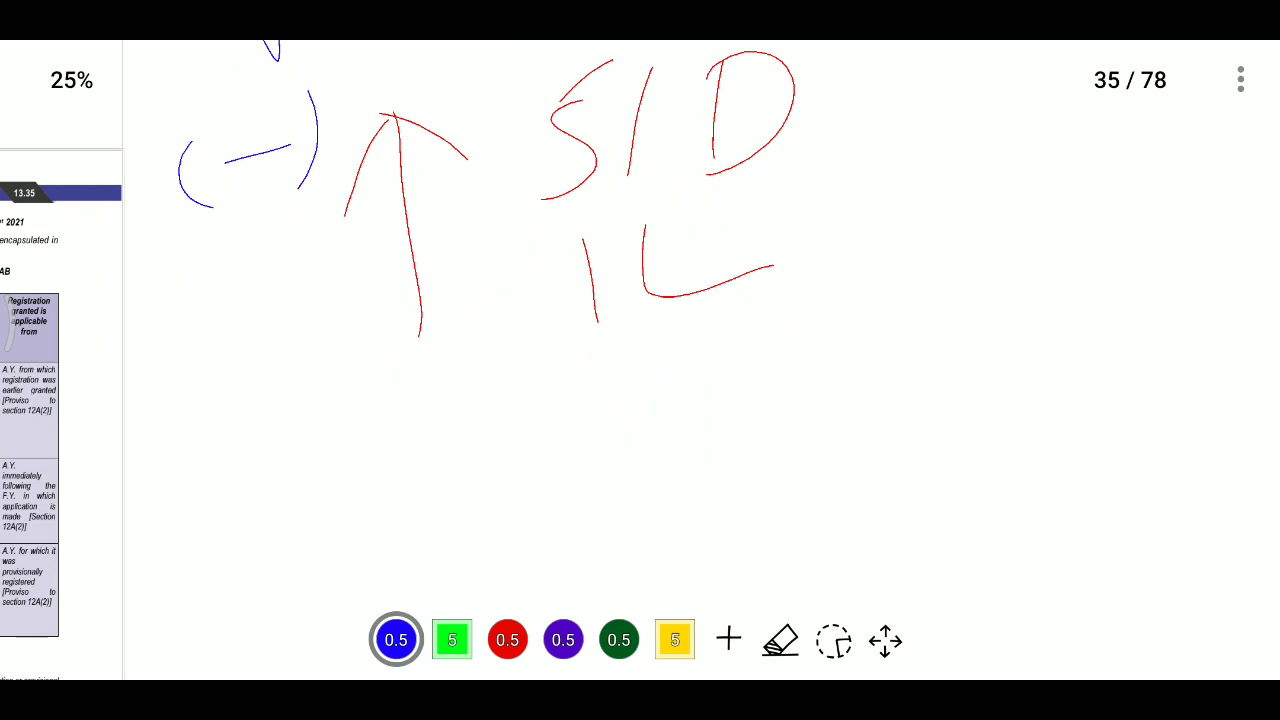 25%
35 / 78
(-)
S/D
1L
13.35
st 2021
encapsulated in
AB
Registration
granted is
applicable
from
A.Y. from which
registration was
earlier granted
[Proviso to
section 12A(2)]
A.Y.
immediately
following the
F.Y. in which
application is
made [Section
12A(2)]
A.Y. for which it
was
provisionally
registered
[Proviso to
section 12A(2)]
0.5 5 0.5 0.5 0.5 5 +